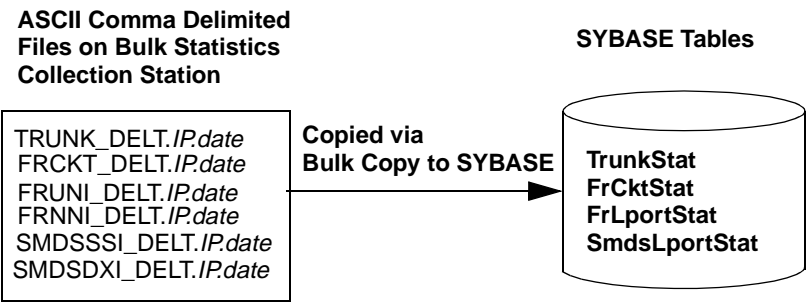 ASCII Comma Delimited
Files on Bulk Statistics
Collection Station
SYBASE Tables
TRUNK_DELT.IP.date
FRCKT_DELT.IP.date
FRUNI_DELT.IP.date
FRNNI_DELT.IP.date
SMDSSSI_DELT.IP.date
SMDSDXI_DELT.IP.date
Copied via
Bulk Copy to SYBASE
TrunkStat
FrCktStat
FrLportStat
SmdsLportStat